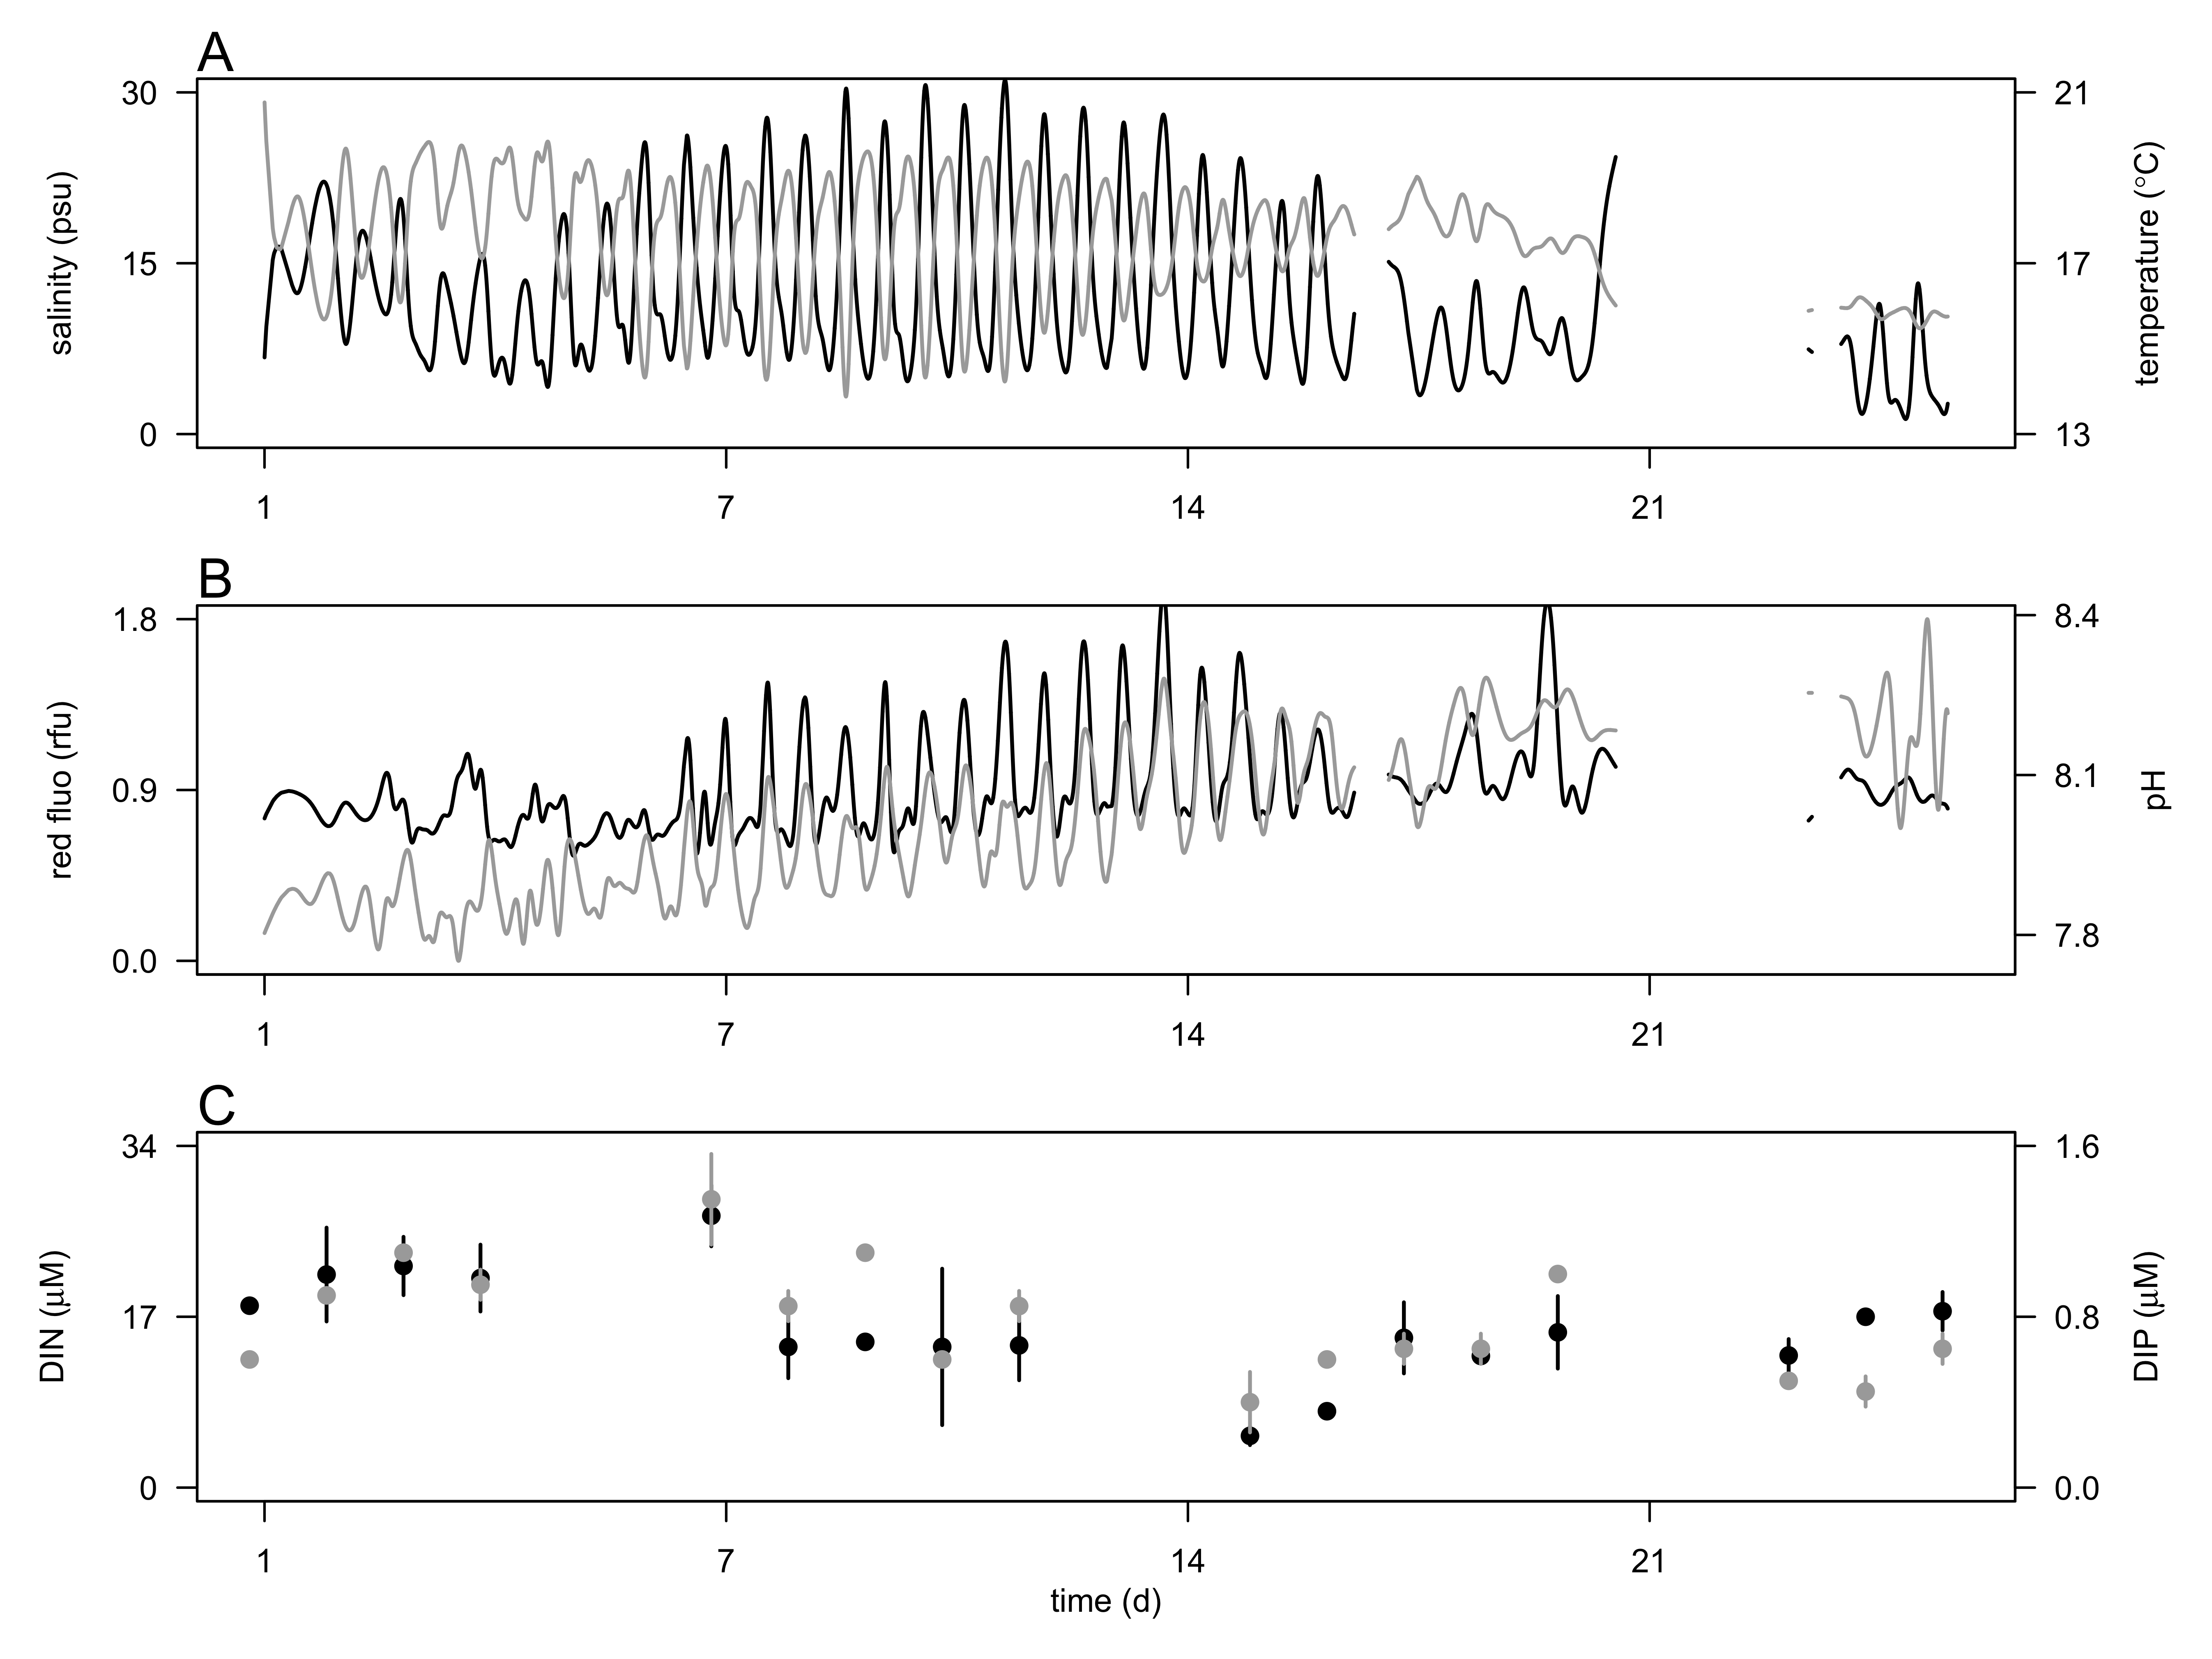 A
30
15
0
salinity (psu)
21
17
13
temperature (°C)
1 7 14 21
B
1.8
0.9
0.0
red fluo (rfu)
8.4
8.1
7.8
pH
1 7 14 21
C
34
17
0
DIN (μM)
1.6
0.8
0.0
DIP (μM)
1 7 14 21
time (d)